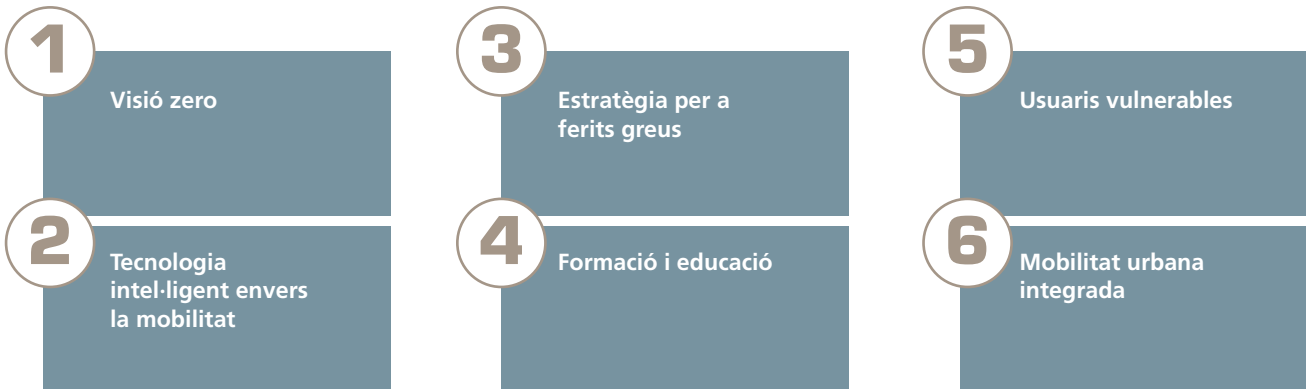 1
Visió zero
2
Tecnologia
intel·ligent envers
la mobilitat
3
Estratègia per a
ferits greus
4
Formació i educació
5
Usuaris vulnerables
6
Mobilitat urbana
integrada